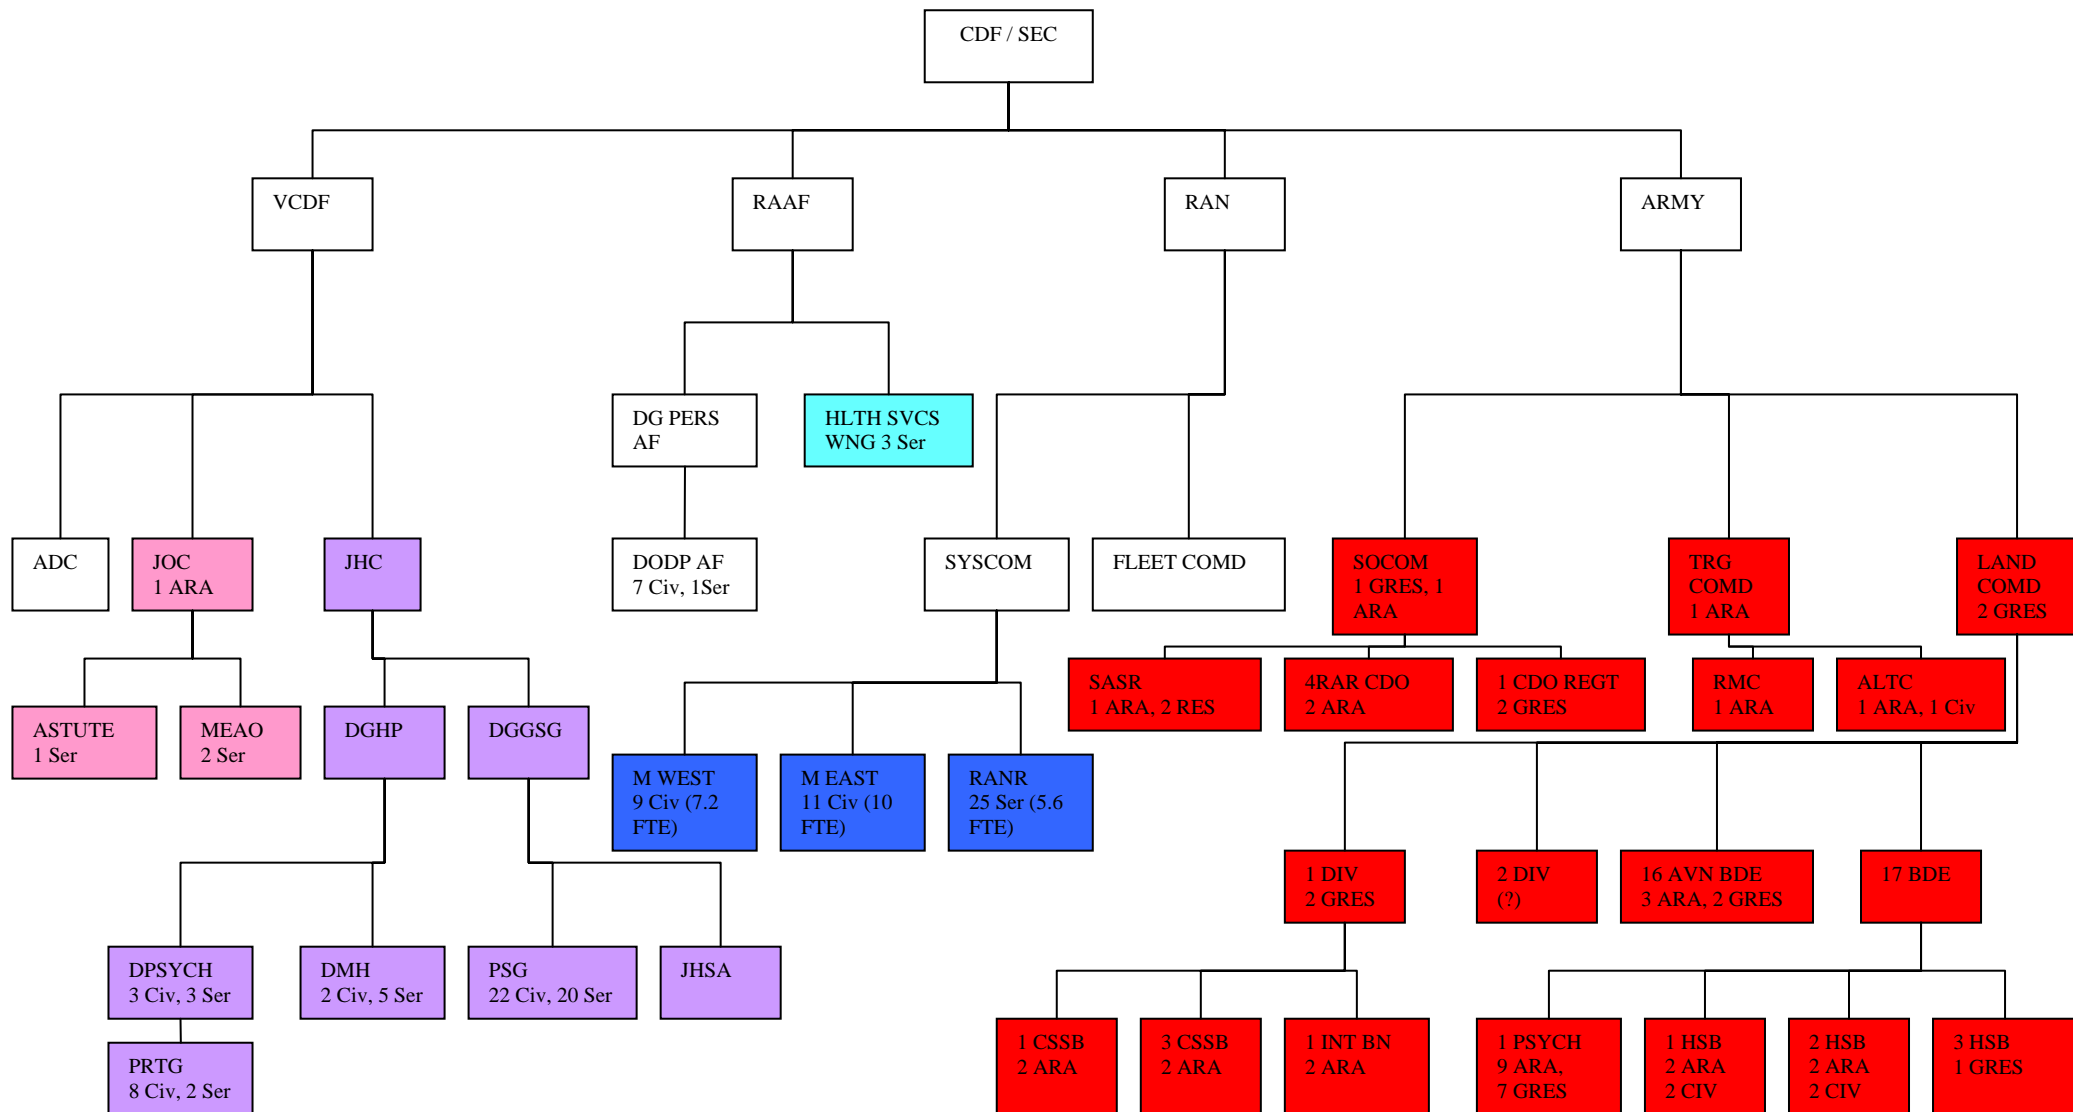 CDF / SEC
VCDF
RAAF
RAN
ARMY
DG PERS
AF
HLTH SVCS
WNG 3 Ser
ADC
JOC
1 ARA
JHC
DODP AF
7 Civ, 1Ser
SYSCOM
FLEET COMD
SOCOM
1 GRES, 1
ARA
TRG
COMD
1 ARA
LAND
COMD
2 GRES
SASR
1 ARA, 2 RES
4RAR CDO
2 ARA
1 CDO REGT
2 GRES
RMC
1 ARA
ALTC
1 ARA, 1 Civ
ASTUTE
1 Ser
MEAO
2 Ser
DGHP
DGGSG
M WEST
9 Civ (7.2
FTE)
M EAST
11 Civ (10
FTE)
RANR
25 Ser (5.6
FTE)
1 DIV
2 GRES
2 DIV
(?)
16 AVN BDE
3 ARA, 2 GRES
17 BDE
DPSYCH
3 Civ, 3 Ser
DMH
2 Civ, 5 Ser
PSG
22 Civ, 20 Ser
JHSA
PRTG
8 Civ, 2 Ser
1 CSSB
2 ARA
3 CSSB
2 ARA
1 INT BN
2 ARA
1 PSYCH
9 ARA,
7 GRES
1 HSB
2 ARA
2 CIV
2 HSB
2 ARA
2 CIV
3 HSB
1 GRES